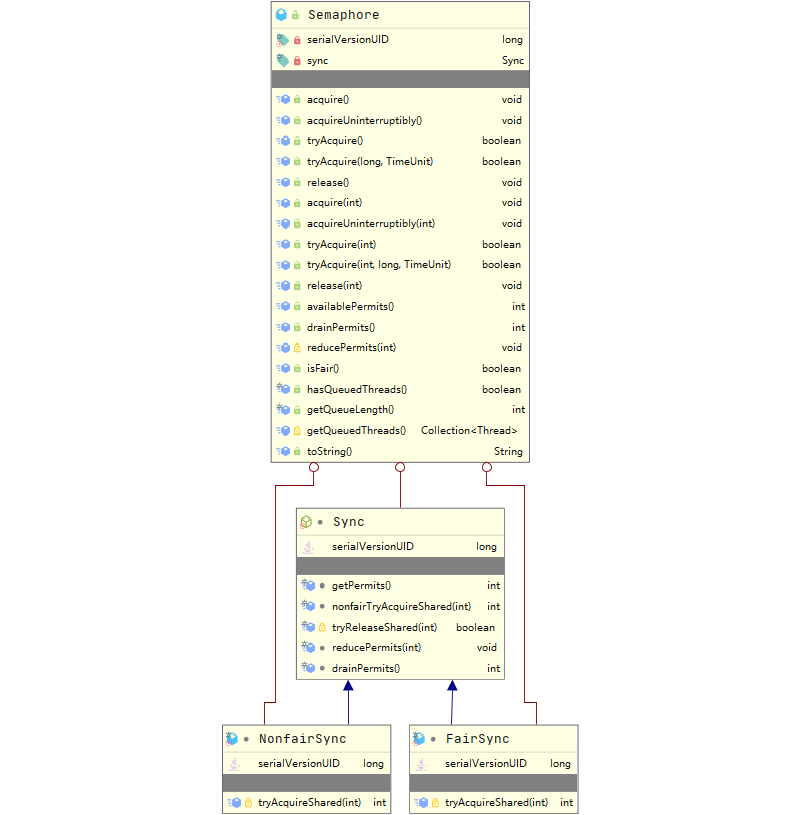 Semaphore
serialVersionUID long
sync Sync
acquire() void
acquireUninterruptibly() void
tryAcquire() boolean
tryAcquire(long, TimeUnit) boolean
release() void
acquire(int) void
acquireUninterruptibly(int) void
tryAcquire(int) boolean
tryAcquire(int, long, TimeUnit) boolean
release(int) void
availablePermits() int
drainPermits() int
reducePermits(int) void
isFair() boolean
hasQueuedThreads() boolean
getQueueLength() int
getQueuedThreads() Collection<Thread>
toString() String
Sync
serialVersionUID long
getPermits() int
nonfairTryAcquireShared(int) int
tryReleaseShared(int) boolean
reducePermits(int) void
drainPermits() int
NonfairSync
serialVersionUID long
tryAcquireShared(int) int
FairSync
serialVersionUID long
tryAcquireShared(int) int